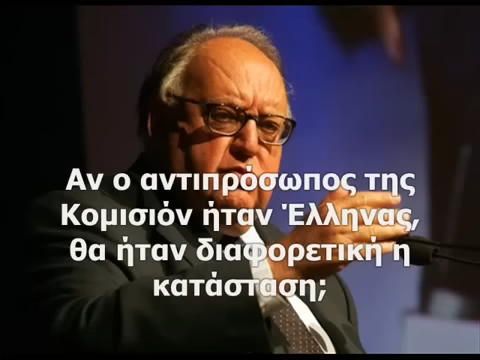 Αν ο αντιπρόσωπος της
Κομισιόν ήταν Έλληνας,
θα ήταν διαφορετική η
κατάσταση;